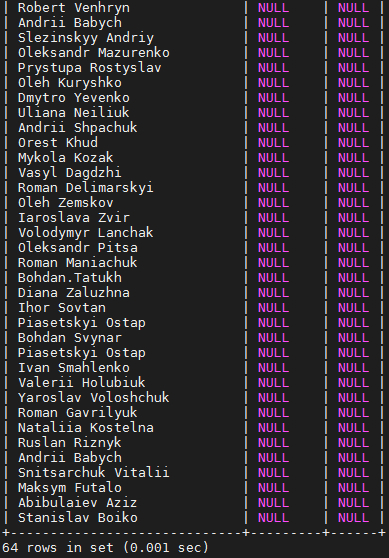 | Robert Venhryn | NULL | NULL |
| Andrii Babych | NULL | NULL |
| Slezinskyy Andriy | NULL | NULL |
| Oleksandr Mazurenko | NULL | NULL |
| Prystupa Rostyslav | NULL | NULL |
| Oleh Kuryshko | NULL | NULL |
| Dmytro Yevenko | NULL | NULL |
| Uliana Neiliuk | NULL | NULL |
| Andrii Shpachuk | NULL | NULL |
| Orest Khud | NULL | NULL |
| Mykola Kozak | NULL | NULL |
| Vasyl Dagdzhi | NULL | NULL |
| Roman Delimarskyi | NULL | NULL |
| Oleh Zemskov | NULL | NULL |
| Iaroslava Zvir | NULL | NULL |
| Volodymyr Lanchak | NULL | NULL |
| Oleksandr Pitsa | NULL | NULL |
| Roman Maniachuk | NULL | NULL |
| Bohdan.Tatukh | NULL | NULL |
| Diana Zaluzhna | NULL | NULL |
| Ihor Sovtan | NULL | NULL |
| Piasetskyi Ostap | NULL | NULL |
| Bohdan Svynar | NULL | NULL |
| Piasetskyi Ostap | NULL | NULL |
| Ivan Smahlenko | NULL | NULL |
| Valerii Holubiuk | NULL | NULL |
| Yaroslav Voloshchuk | NULL | NULL |
| Roman Gavrilyuk | NULL | NULL |
| Nataliia Kostelna | NULL | NULL |
| Ruslan Riznyk | NULL | NULL |
| Andrii Babych | NULL | NULL |
| Snitsarchuk Vitalii | NULL | NULL |
| Maksym Futalo | NULL | NULL |
| Abibulaiev Aziz | NULL | NULL |
| Stanislav Boiko | NULL | NULL |
+-----------------------------+---------+------+
64 rows in set (0.001 sec)